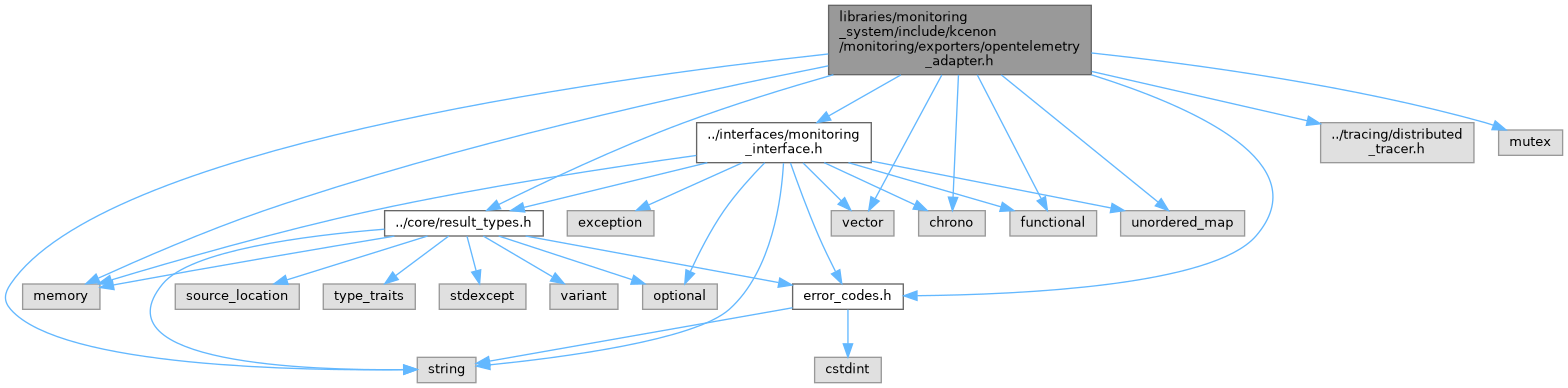 libraries/monitoring
_system/include/kcenon
/monitoring/exporters/opentelemetry
_adapter.h
../interfaces/monitoring
_interface.h
../tracing/distributed
_tracer.h
mutex
../core/result_types.h
exception
vector
chrono
functional
unordered_map
memory
source_location
type_traits
stdexcept
variant
optional
error_codes.h
string
cstdint